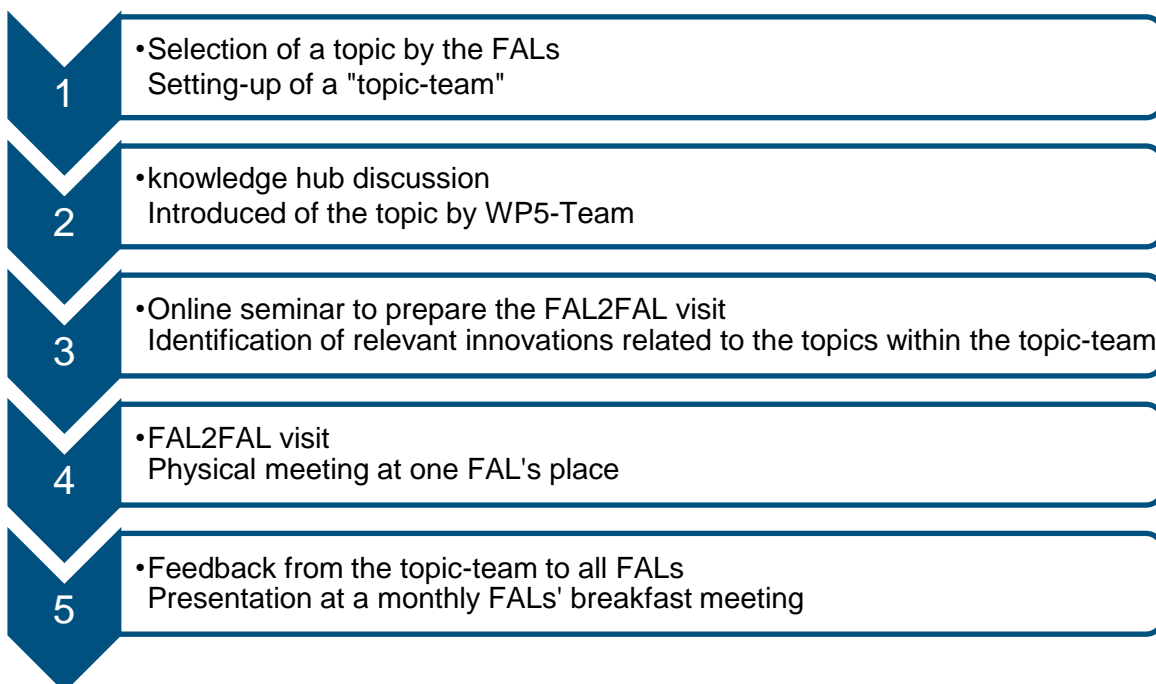 1
•Selection of a topic by the FALs
Setting-up of a "topic-team"
2
•knowledge hub discussion
Introduced of the topic by WP5-Team
3
•Online seminar to prepare the FAL2FAL visit
Identification of relevant innovations related to the topics within the topic-team
4
•FAL2FAL visit
Physical meeting at one FAL's place
5
•Feedback from the topic-team to all FALs
Presentation at a monthly FALs' breakfast meeting